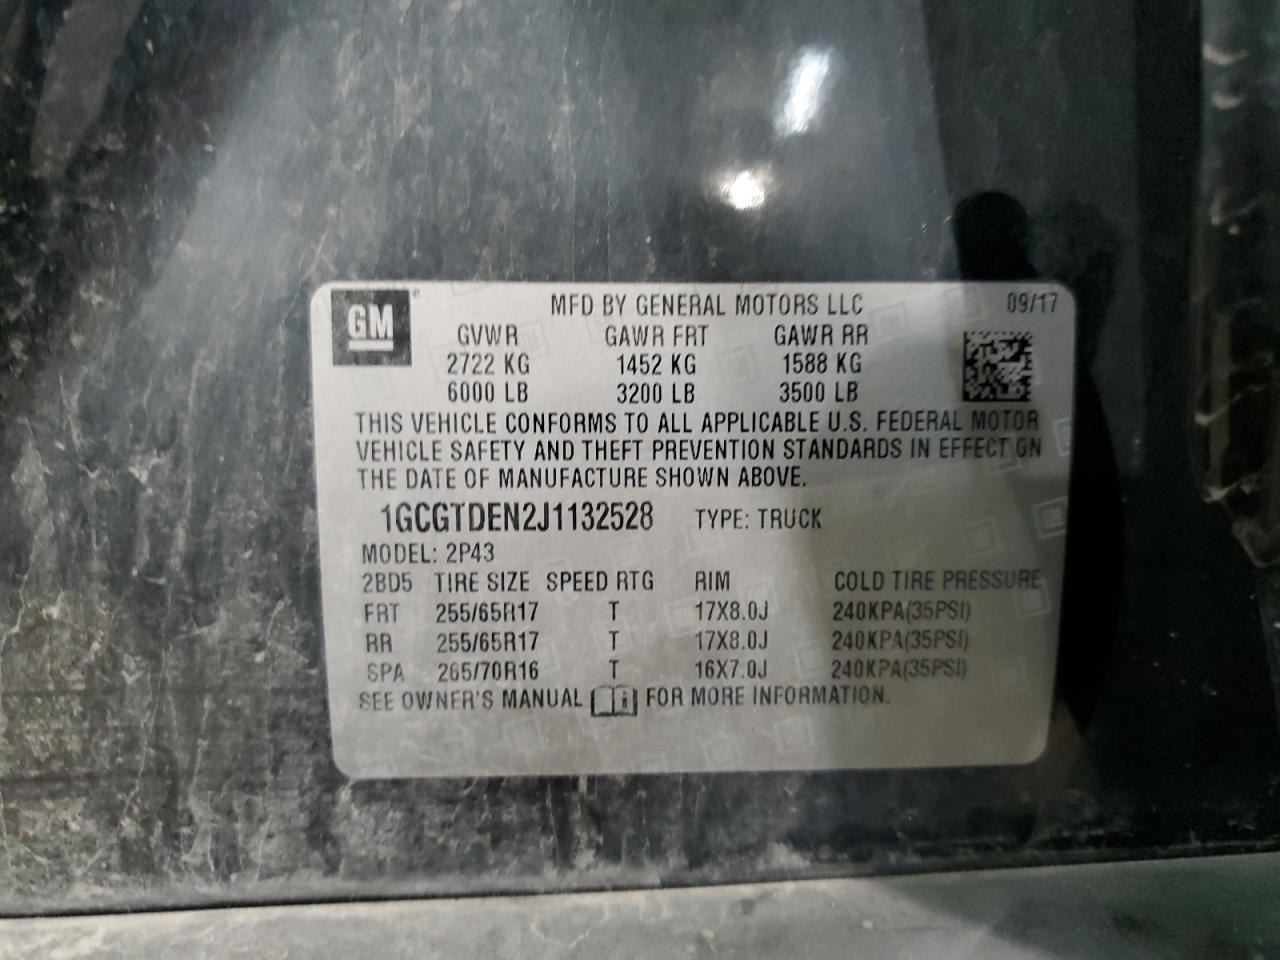 GM MFD BY GENERAL MOTORS LLC 09/17
GVWR GAWR FRT GAWR RR
2722 KG 1452 KG 1588 KG
6000 LB 3200 LB 3500 LB
THIS VEHICLE CONFORMS TO ALL APPLICABLE U.S. FEDERAL MOTOR
VEHICLE SAFETY AND THEFT PREVENTION STANDARDS IN EFFECT ON
THE DATE OF MANUFACTURE SHOWN ABOVE.
1GCGTDEN2J1132528 TYPE: TRUCK
MODEL: 2P43
2BD5 TIRE SIZE SPEED RTG RIM COLD TIRE PRESSURE
FRT 255/65R17 T 17X8.0J 240KPA(35PSI)
RR 255/65R17 T 17X8.0J 240KPA(35PSI)
SPA 265/70R16 T 16X7.0J 240KPA(35PSI)
SEE OWNER'S MANUAL FOR MORE INFORMATION.